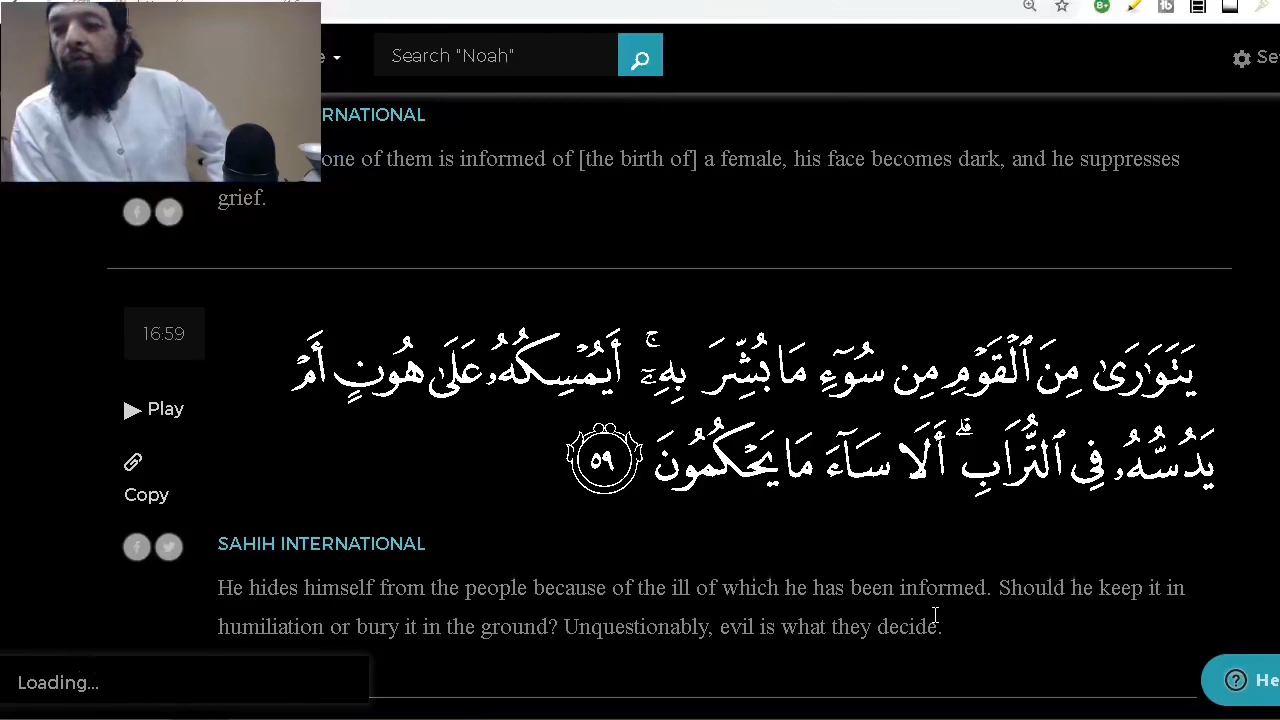 Search "Noah"
RNATIONAL
one of them is informed of [the birth of] a female, his face becomes dark, and he suppresses
grief.
16:59
يَتَوَٰرَىٰ مِنَ ٱلْقَوْمِ مِن سُوٓءِ مَا بُشِّرَ بِهِۦٓ ۚ أَيُمْسِكُهُۥ عَلَىٰ هُونٍ أَمْ
Play
يَدُسُّهُۥ فِى ٱلتُّرَابِ ۗ أَلَا سَآءَ مَا يَحْكُمُونَ ٥٩
Copy
SAHIH INTERNATIONAL
He hides himself from the people because of the ill of which he has been informed. Should he keep it in
humiliation or bury it in the ground? Unquestionably, evil is what they decide.
Loading...
He